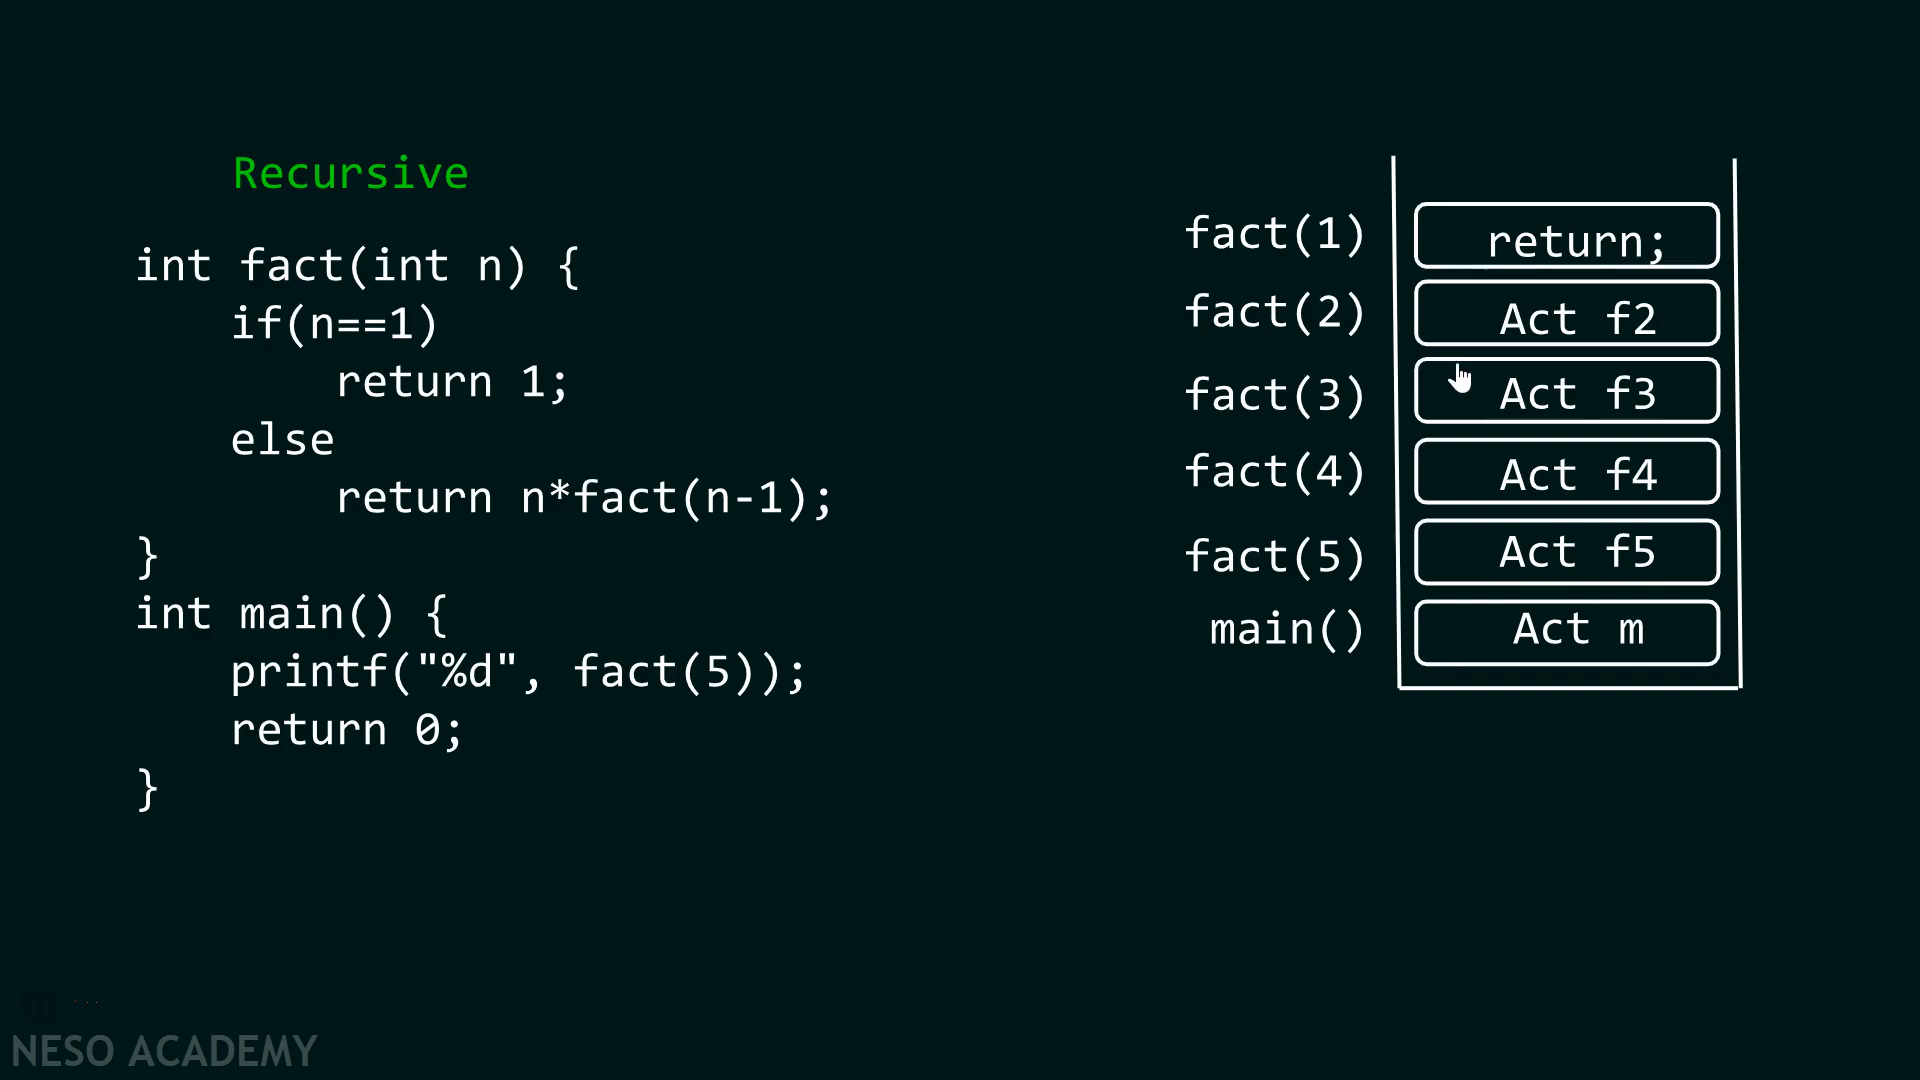 Recursive
int fact(int n) {
if(n==1)
return 1;
else
return n*fact(n-1);
}
int main() {
printf("%d", fact(5));
return 0;
}
fact(1) return;
fact(2) Act f2
fact(3) Act f3
fact(4) Act f4
fact(5) Act f5
main() Act m
NESO ACADEMY